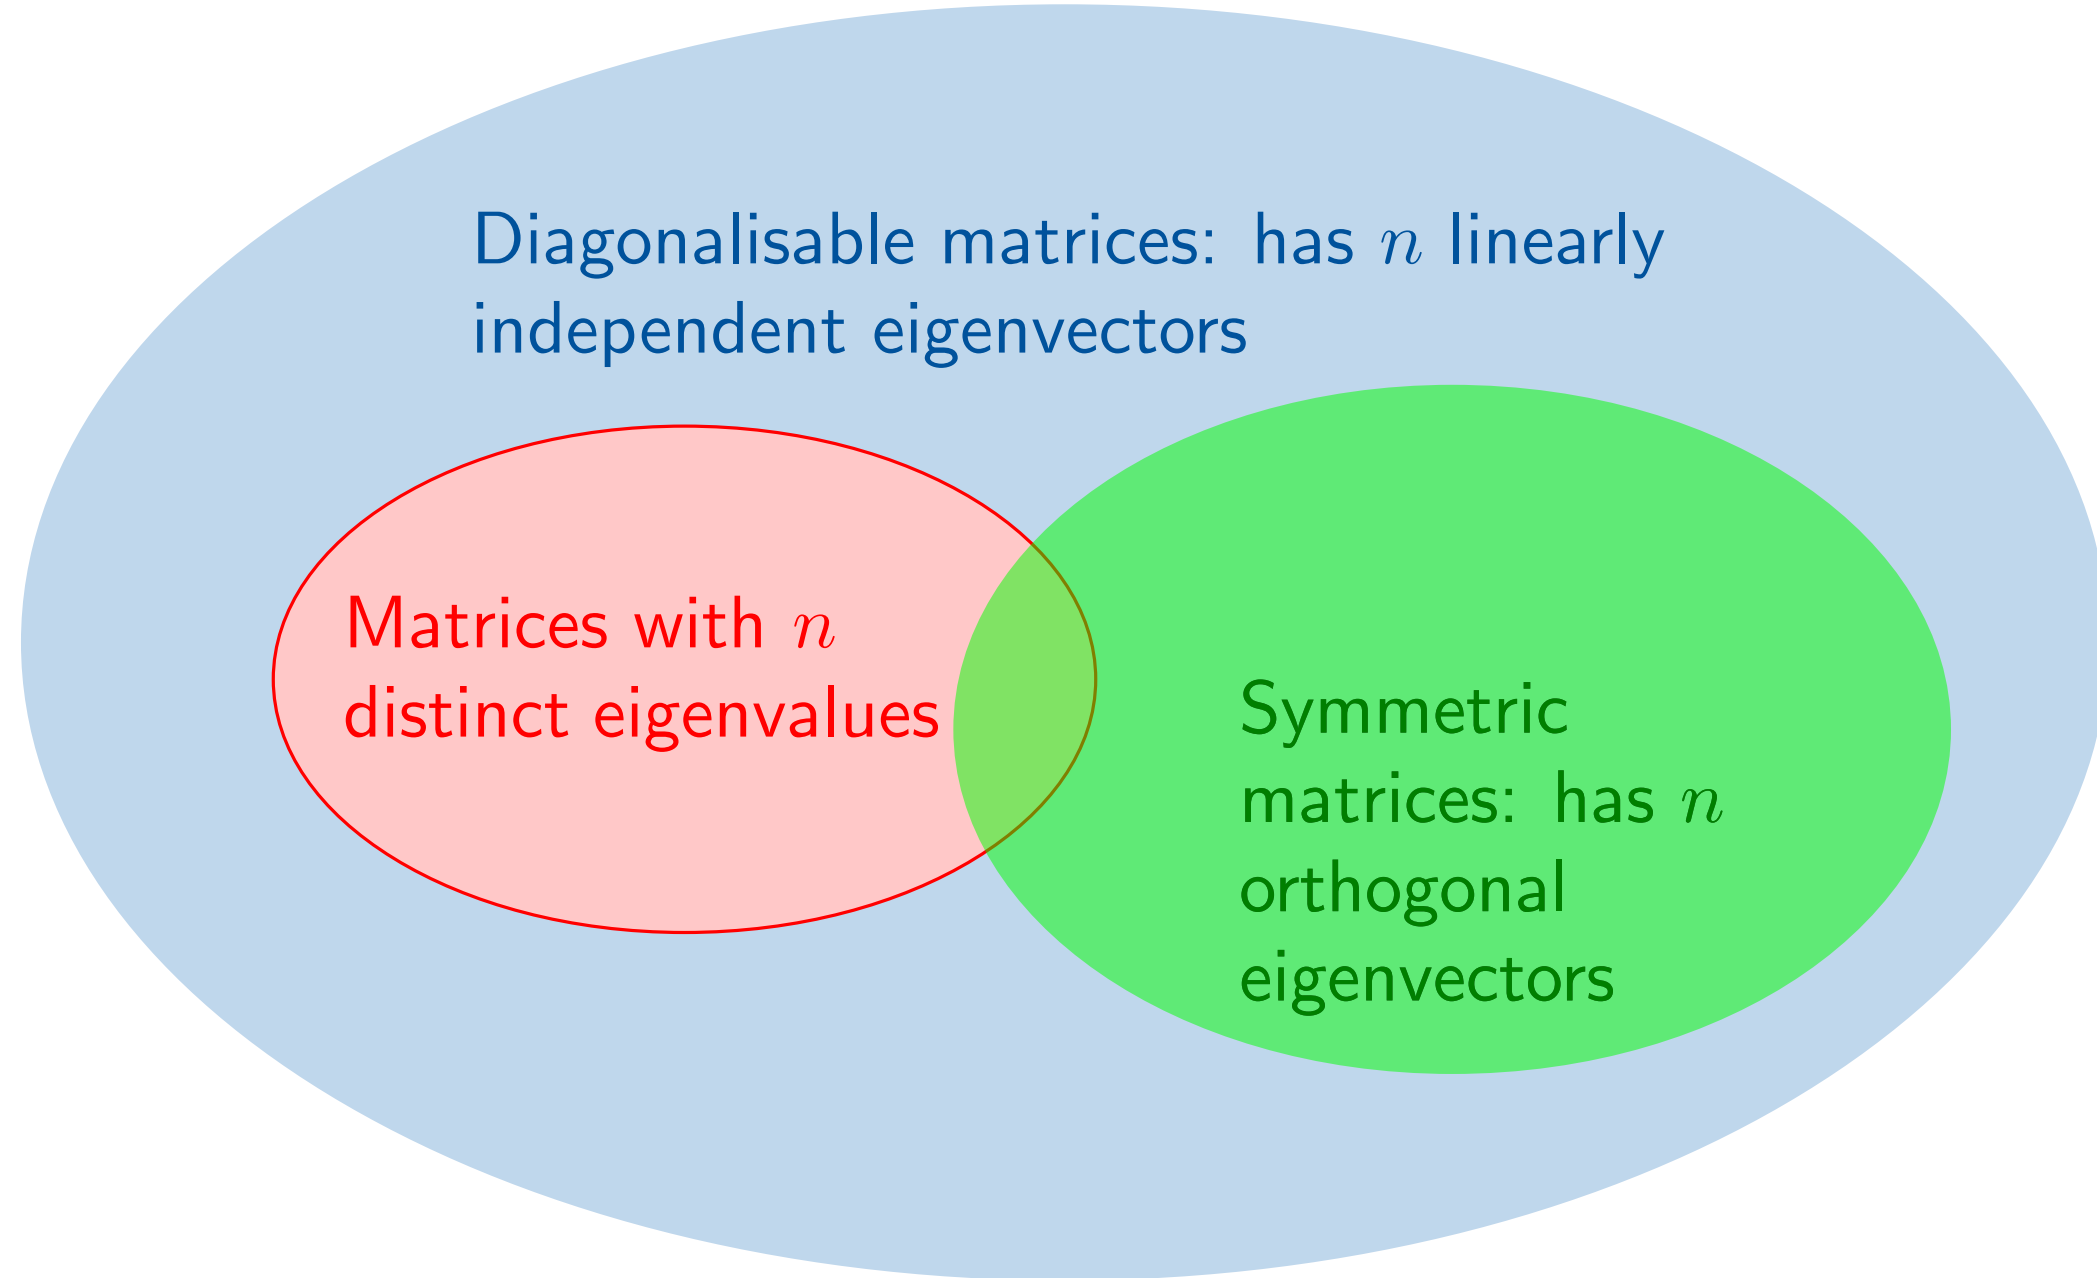 Diagonalisable matrices: has n linearly
independent eigenvectors
Matrices with n
distinct eigenvalues
Symmetric
matrices: has n
orthogonal
eigenvectors